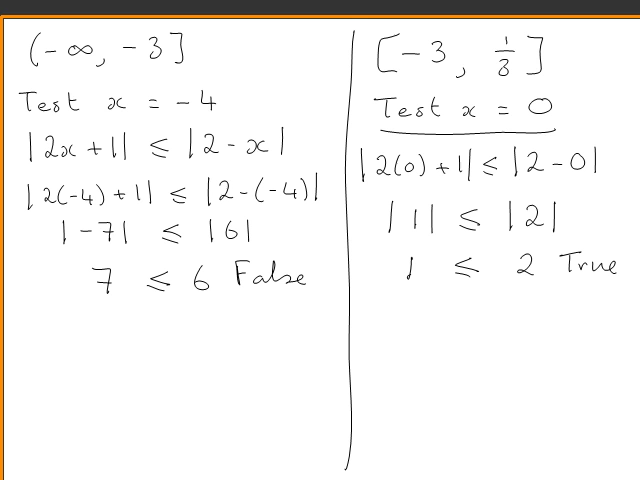 (-∞, -3]
Test x = -4
|2x + 1| ≤ |2 - x|
|2(-4) + 1| ≤ |2 - (-4)|
|-7| ≤ |6|
7 ≤ 6 False
[-3, 1/3]
Test x = 0
|2(0) + 1| ≤ |2 - 0|
|1| ≤ |2|
1 ≤ 2 True